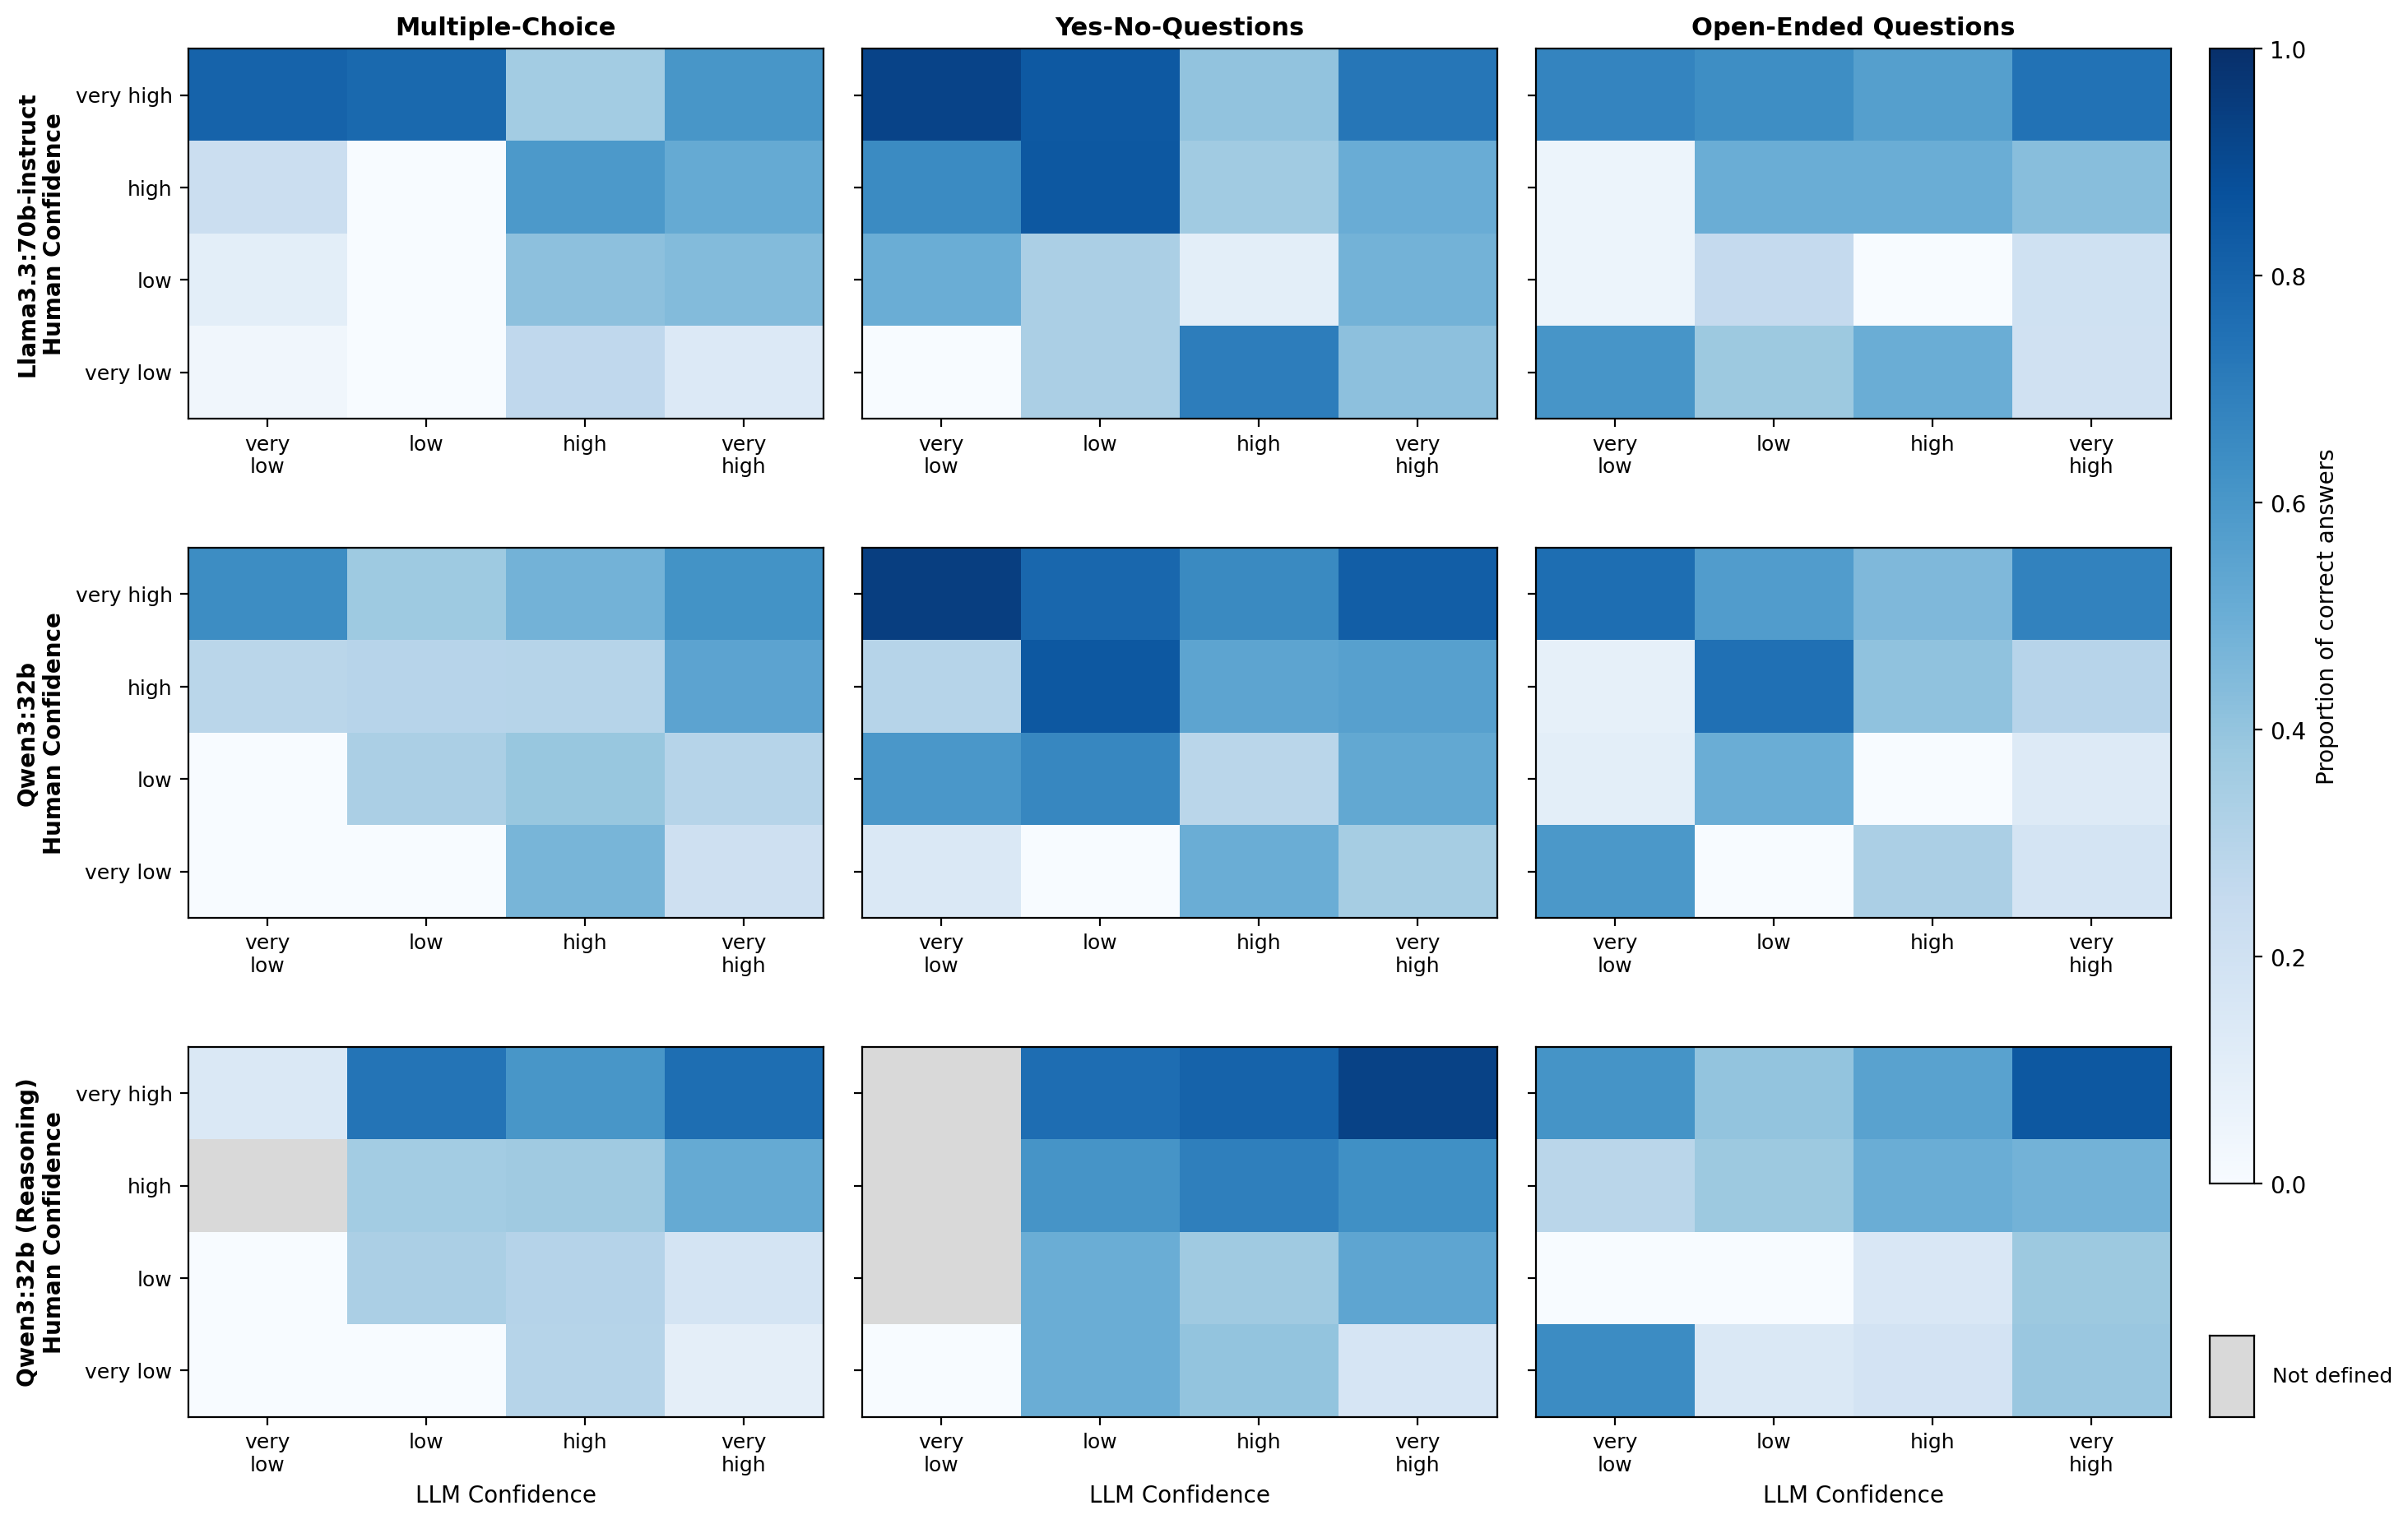 Multiple-Choice
Yes-No-Questions
Open-Ended Questions
Llama3.3:70b-instruct
Human Confidence
very high
high
low
very low
very
low
low
high
very
high
very
low
low
high
very
high
very
low
low
high
very
high
Qwen3:32b
Human Confidence
very high
high
low
very low
very
low
low
high
very
high
very
low
low
high
very
high
very
low
low
high
very
high
Qwen3:32b (Reasoning)
Human Confidence
very high
high
low
very low
very
low
low
high
very
high
LLM Confidence
very
low
low
high
very
high
LLM Confidence
very
low
low
high
very
high
LLM Confidence
1.0
0.8
0.6
0.4
0.2
0.0
Proportion of correct answers
Not defined